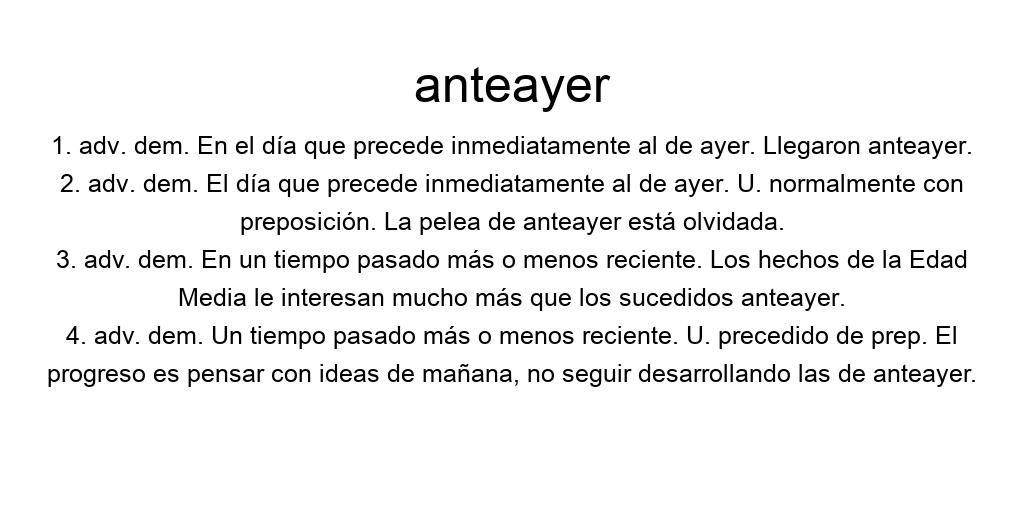 anteayer
1. adv. dem. En el día que precede inmediatamente al de ayer. Llegaron anteayer.
2. adv. dem. El día que precede inmediatamente al de ayer. U. normalmente con
preposición. La pelea de anteayer está olvidada.
3. adv. dem. En un tiempo pasado más o menos reciente. Los hechos de la Edad
Media le interesan mucho más que los sucedidos anteayer.
4. adv. dem. Un tiempo pasado más o menos reciente. U. precedido de prep. El
progreso es pensar con ideas de mañana, no seguir desarrollando las de anteayer.